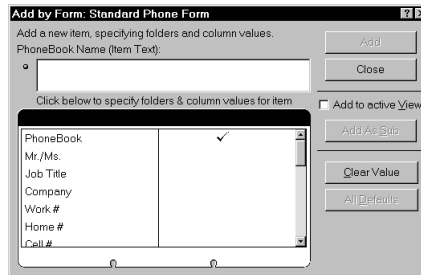 Add by Form: Standard Phone Form
Add a new item, specifying folders and column values.
PhoneBook Name (Item Text):
Click below to specify folders & column values for item
PhoneBook
Mr./Ms.
Job Title
Company
Work #
Home #
Cell #
Add
Close
Add to active View
Add As Sub
Clear Value
All Defaults